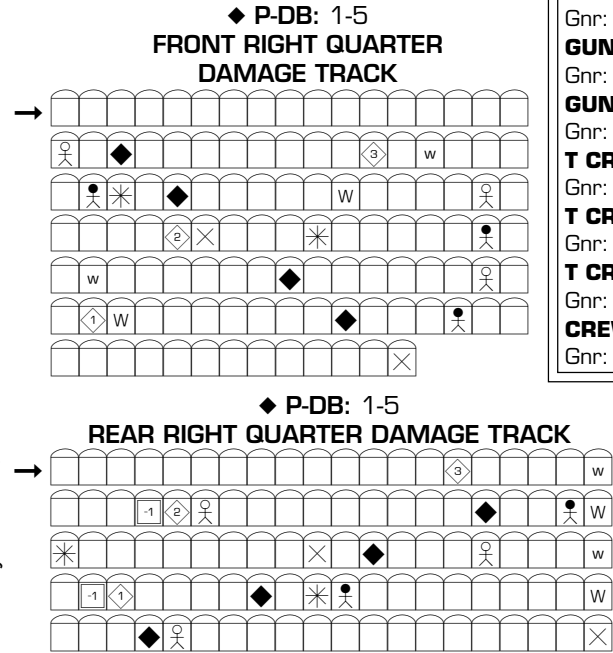 ◆ P-DB: 1-5
FRONT RIGHT QUARTER
DAMAGE TRACK
3 w
W
2
w
1 W
Gnr:
GUN
Gnr:
GUN
Gnr:
T CR
Gnr:
T CR
Gnr:
T CR
Gnr:
CREW
Gnr:
◆ P-DB: 1-5
REAR RIGHT QUARTER DAMAGE TRACK
3 w
-1 2 W
w
-1 1 W